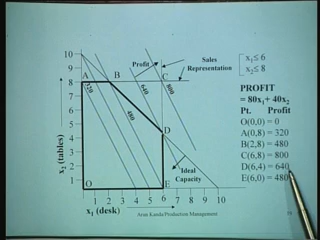 10
9
8
7
6
5
4
3
2
1
1 2 3 4 5 6 7 8 9 10
x₂ (tables)
x₁ (desk)
A
B
C
D
E
O
320
480
640
800
Profit
Sales
Representation
Ideal
Capacity
x₁≤ 6
x₂≤ 8
PROFIT
= 80x₁+ 40x₂
Pt. Profit
O(0,0) = 0
A(0,8) = 320
B(2,8) = 480
C(6,8) = 800
D(6,4) = 640
E(6,0) = 480
Arun Kanda/Production Management